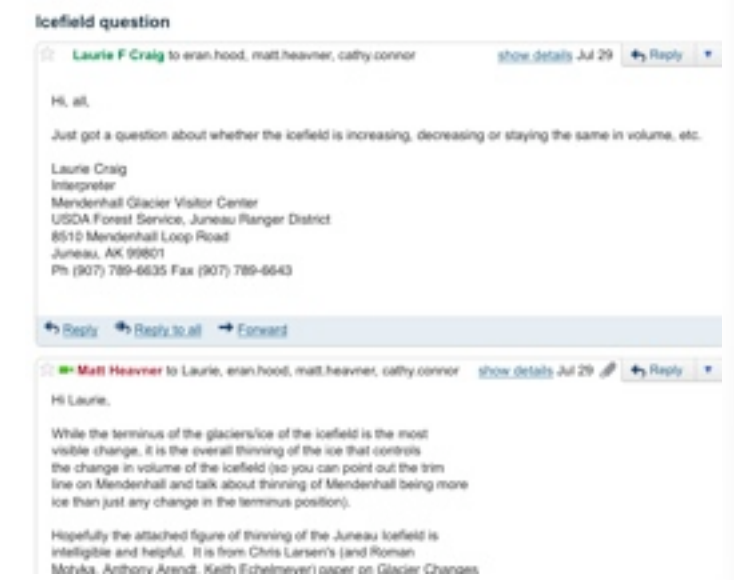 Icefield question
Laurie F Craig to eran.hood, matt.heavner, cathy.connor show details Jul 29 Reply
Hi, all,
Just got a question about whether the icefield is increasing, decreasing or staying the same in volume, etc.
Laurie Craig
Interpreter
Mendenhall Glacier Visitor Center
USDA Forest Service, Juneau Ranger District
8510 Mendenhall Loop Road
Juneau, AK 99801
Ph (907) 789-6635 Fax (907) 789-6643
Reply Reply to all Forward
Matt Heavner to Laurie, eran.hood, matt.heavner, cathy.connor show details Jul 29 Reply
Hi Laurie,
While the terminus of the glaciers/ice of the icefield is the most
visible change, it is the overall thinning of the ice that controls
the change in volume of the icefield (so you can point out the trim
line on Mendenhall and talk about thinning of Mendenhall being more
ice than just any change in the terminus position).
Hopefully the attached figure of thinning of the Juneau Icefield is
intelligible and helpful. It is from Chris Larsen's (and Roman
Motyka, Anthony Arendt, Keith Echelmeyer) paper on Glacier Changes